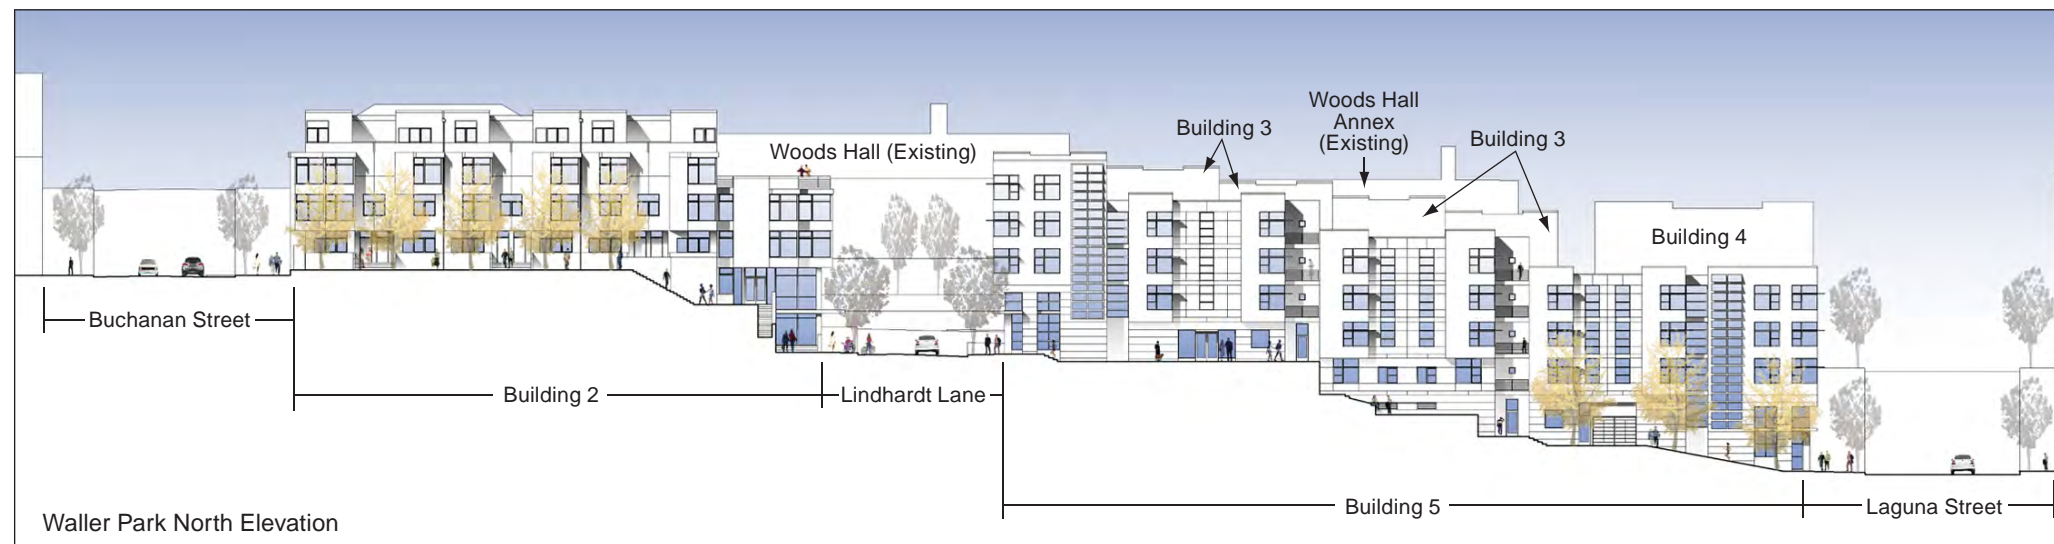 Woods Hall
Annex
(Existing)
Building 3
Building 3
Woods Hall (Existing)
Building 4
Buchanan Street
Building 2
Lindhardt Lane
Building 5
Laguna Street
Waller Park North Elevation